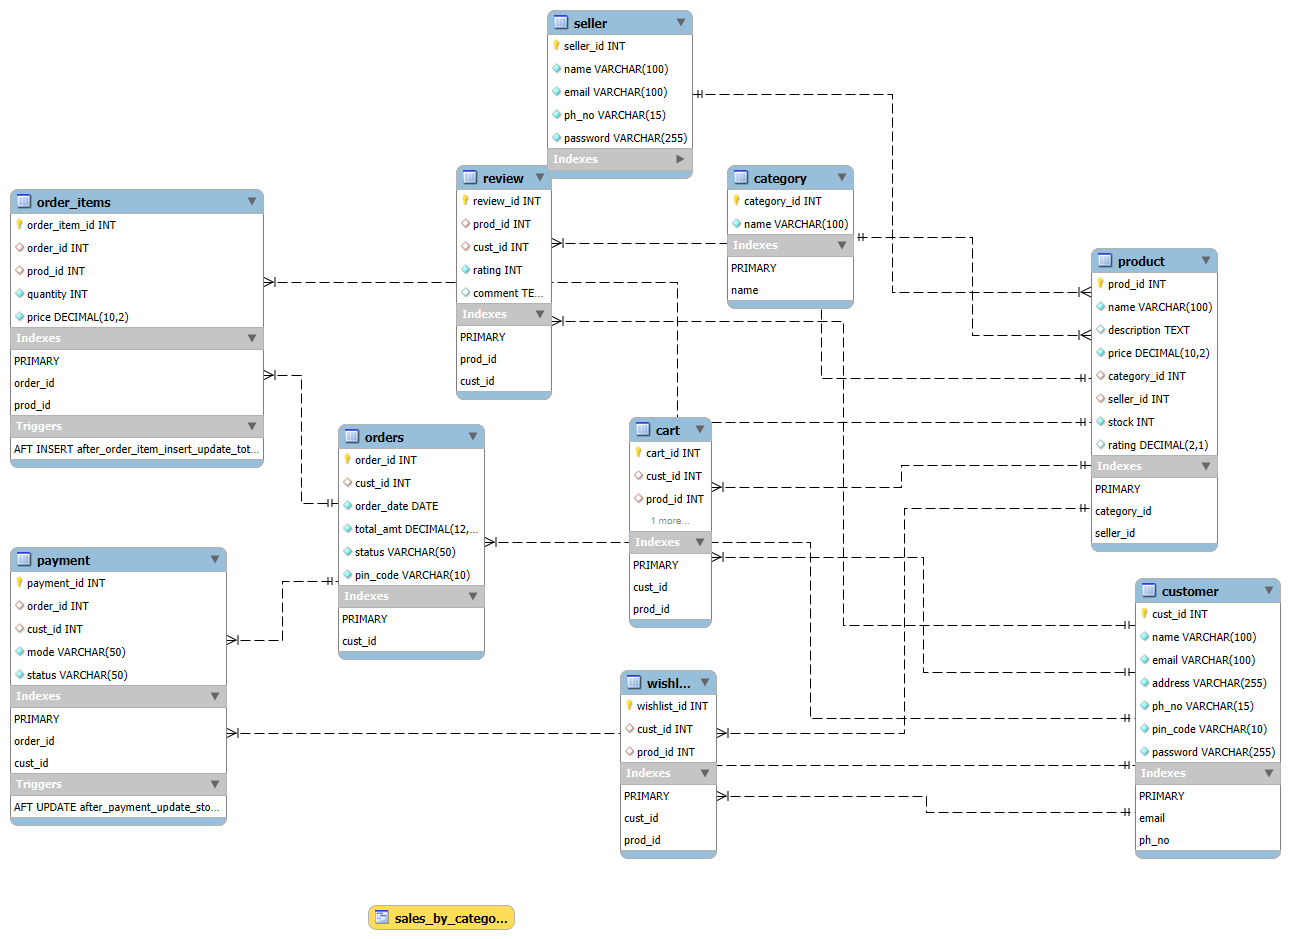 seller
seller_id INT
name VARCHAR(100)
email VARCHAR(100)
ph_no VARCHAR(15)
password VARCHAR(255)
Indexes
review
review_id INT
prod_id INT
cust_id INT
rating INT
comment TE...
Indexes
PRIMARY
prod_id
cust_id
category
category_id INT
name VARCHAR(100)
Indexes
PRIMARY
name
order_items
order_item_id INT
order_id INT
prod_id INT
quantity INT
price DECIMAL(10,2)
Indexes
PRIMARY
order_id
prod_id
Triggers
AFT INSERT after_order_item_insert_update_tot...
product
prod_id INT
name VARCHAR(100)
description TEXT
price DECIMAL(10,2)
category_id INT
seller_id INT
stock INT
rating DECIMAL(2,1)
Indexes
PRIMARY
category_id
seller_id
orders
order_id INT
cust_id INT
order_date DATE
total_amt DECIMAL(12,...
status VARCHAR(50)
pin_code VARCHAR(10)
Indexes
PRIMARY
cust_id
cart
cart_id INT
cust_id INT
prod_id INT
1 more...
Indexes
PRIMARY
cust_id
prod_id
payment
payment_id INT
order_id INT
cust_id INT
mode VARCHAR(50)
status VARCHAR(50)
Indexes
PRIMARY
order_id
cust_id
Triggers
AFT UPDATE after_payment_update_sto...
customer
cust_id INT
name VARCHAR(100)
email VARCHAR(100)
address VARCHAR(255)
ph_no VARCHAR(15)
pin_code VARCHAR(10)
password VARCHAR(255)
Indexes
PRIMARY
email
ph_no
wishl...
wishlist_id INT
cust_id INT
prod_id INT
Indexes
PRIMARY
cust_id
prod_id
sales_by_catego...